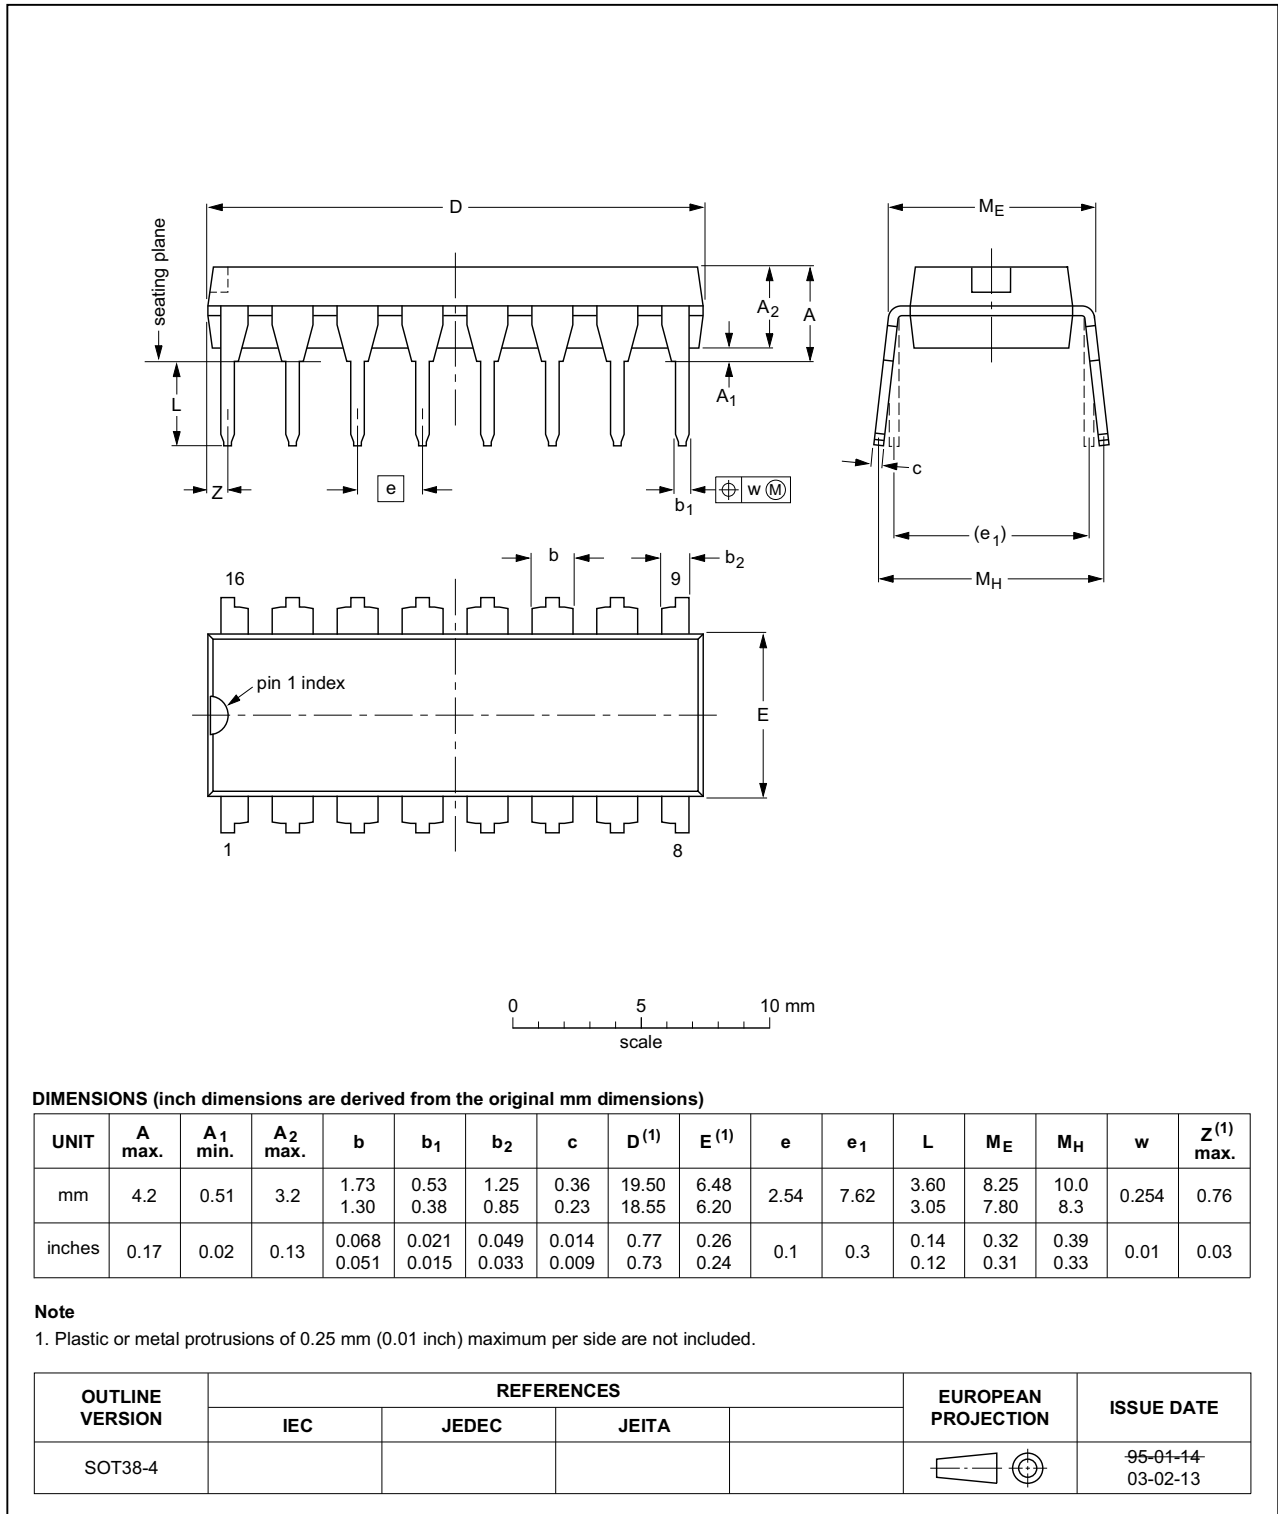 D
ME
seating plane
A2
A
A1
L
Z
e
b1
w M
c
(e1)
MH
b
b2
16
9
pin 1 index
E
1
8
0 5 10 mm
scale
DIMENSIONS (inch dimensions are derived from the original mm dimensions)
UNIT A max. A1 min. A2 max. b b1 b2 c D(1) E(1) e e1 L ME MH w Z(1) max.
mm 4.2 0.51 3.2 1.73 1.30 0.53 0.38 1.25 0.85 0.36 0.23 19.50 18.55 6.48 6.20 2.54 7.62 3.60 3.05 8.25 7.80 10.0 8.3 0.254 0.76
inches 0.17 0.02 0.13 0.068 0.051 0.021 0.015 0.049 0.033 0.014 0.009 0.77 0.73 0.26 0.24 0.1 0.3 0.14 0.12 0.32 0.31 0.39 0.33 0.01 0.03
Note
1. Plastic or metal protrusions of 0.25 mm (0.01 inch) maximum per side are not included.
OUTLINE VERSION REFERENCES EUROPEAN PROJECTION ISSUE DATE
IEC JEDEC JEITA
SOT38-4 95-01-14
03-02-13